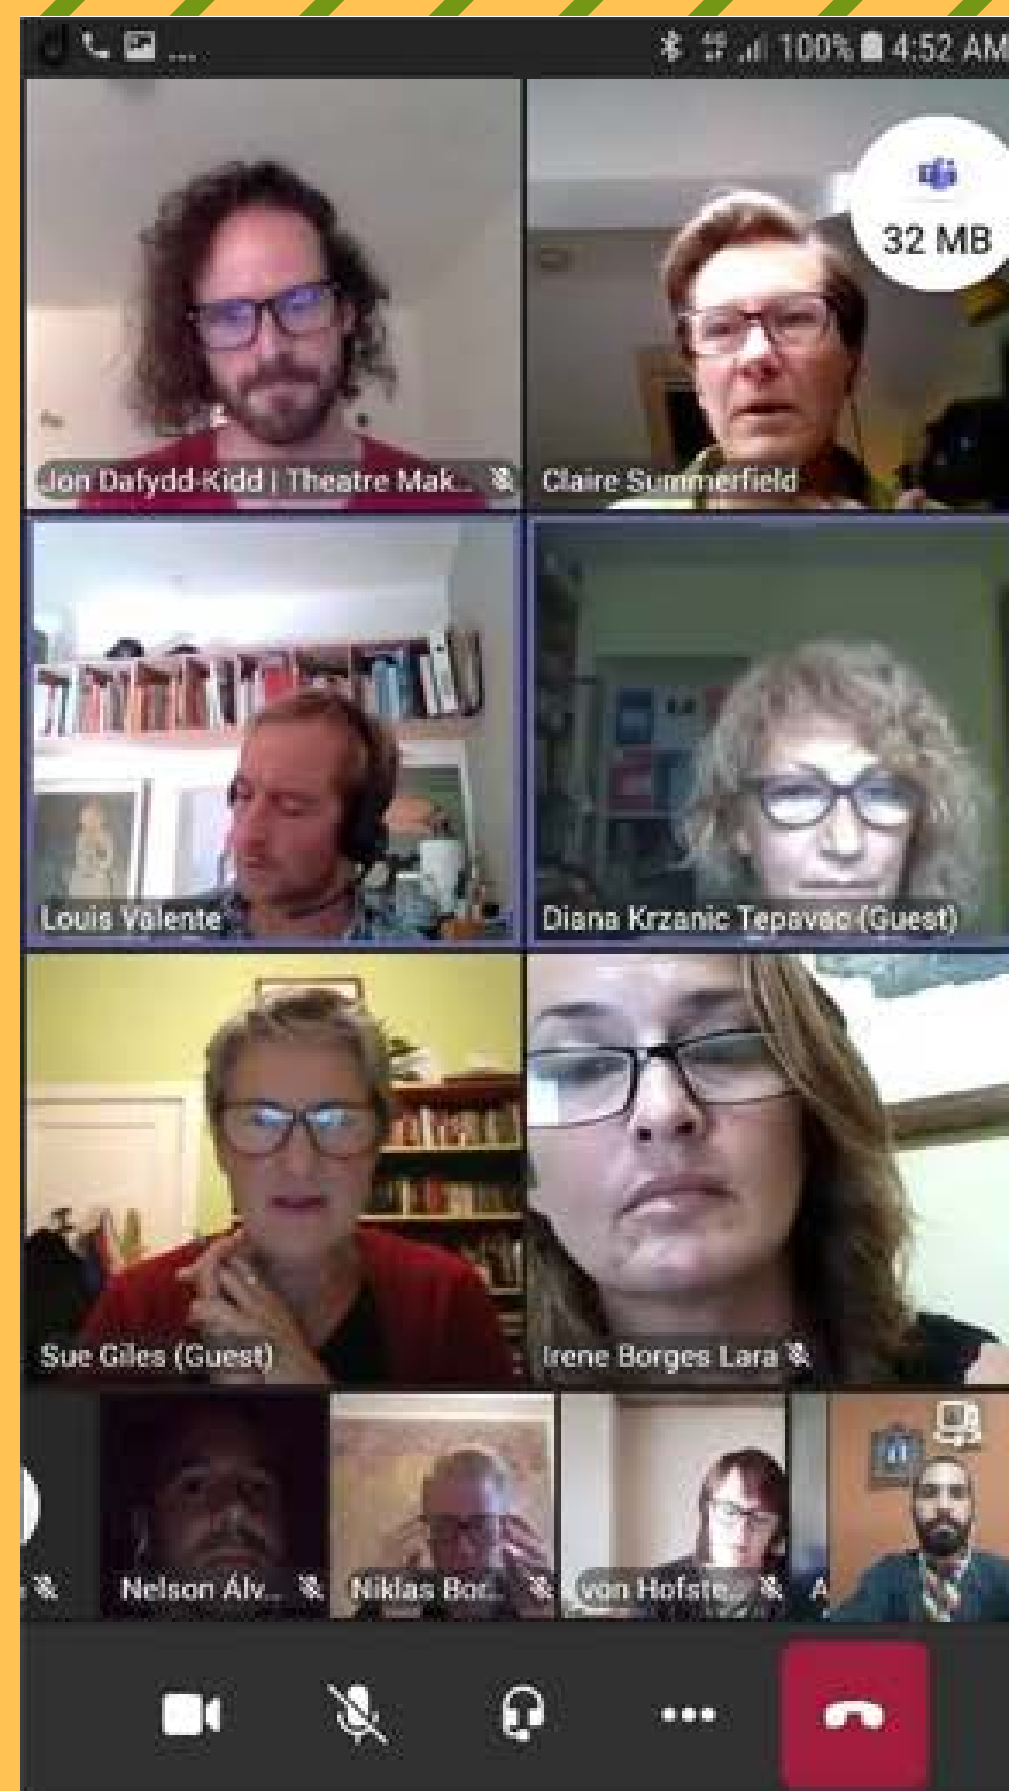 ... 100% 4:52 AM
32 MB
Jon Dafydd-Kidd | Theatre Mak...
Claire Summerfield
Louis Valente
Diana Krzanic Tepavac (Guest)
Sue Giles (Guest)
Irene Borges Lara
Nelson Álv...
Niklas Bor...
von Hofste...
A